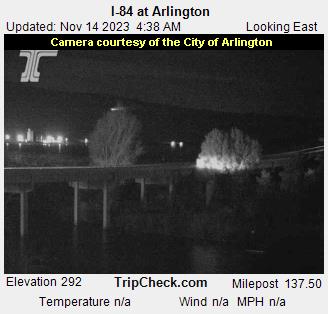 I-84 at Arlington
Updated: Nov 14 2023 4:38 AM Looking East
Camera courtesy of the City of Arlington
Elevation 292 TripCheck.com Milepost 137.50
Temperature n/a Wind n/a MPH n/a